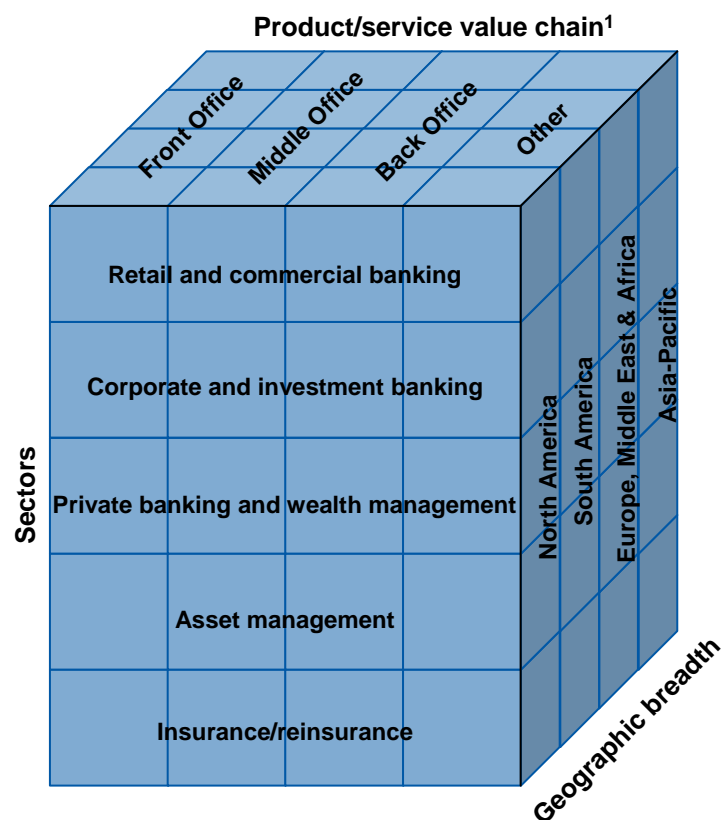 Product/service value chain¹
Front Office
Middle Office
Back Office
Other
Sectors
Retail and commercial banking
Corporate and investment banking
Private banking and wealth management
Asset management
Insurance/reinsurance
North America
South America
Europe, Middle East & Africa
Asia-Pacific
Geographic breadth